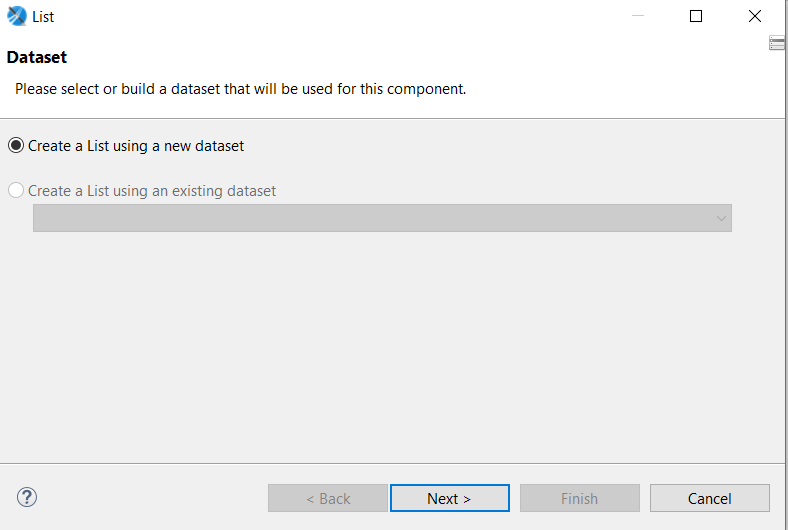 List
Dataset
Please select or build a dataset that will be used for this component.
Create a List using a new dataset
Create a List using an existing dataset
?
< Back
Next >
Finish
Cancel